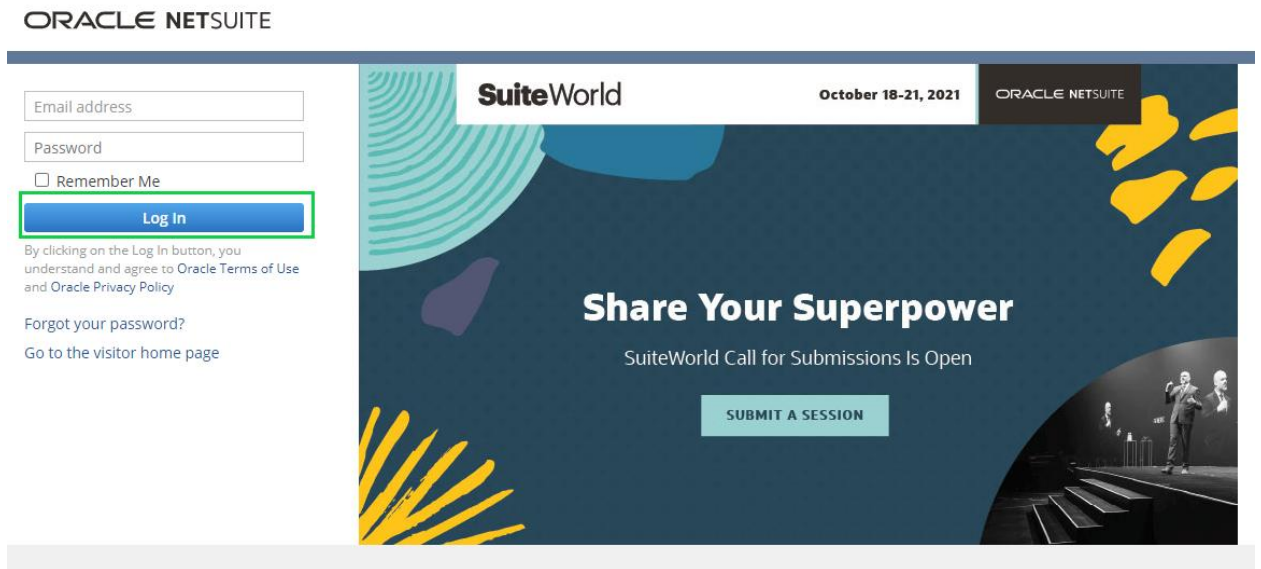 ORACLE NETSUITE
Email address
Password
Remember Me
Log In
By clicking on the Log In button, you
understand and agree to Oracle Terms of Use
and Oracle Privacy Policy
Forgot your password?
Go to the visitor home page
SuiteWorld
October 18-21, 2021
ORACLE NETSUITE
Share Your Superpower
SuiteWorld Call for Submissions Is Open
SUBMIT A SESSION